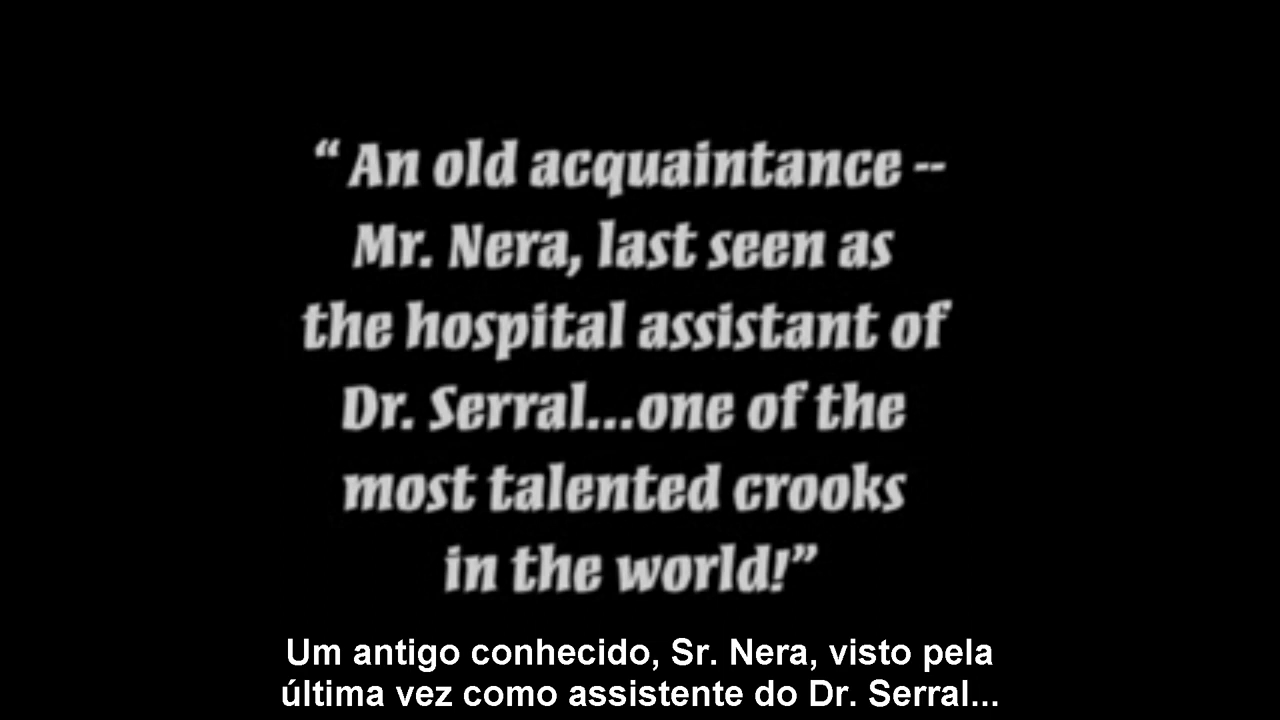 “ An old acquaintance --
Mr. Nera, last seen as
the hospital assistant of
Dr. Serral...one of the
most talented crooks
in the world!”
Um antigo conhecido, Sr. Nera, visto pela
última vez como assistente do Dr. Serral...